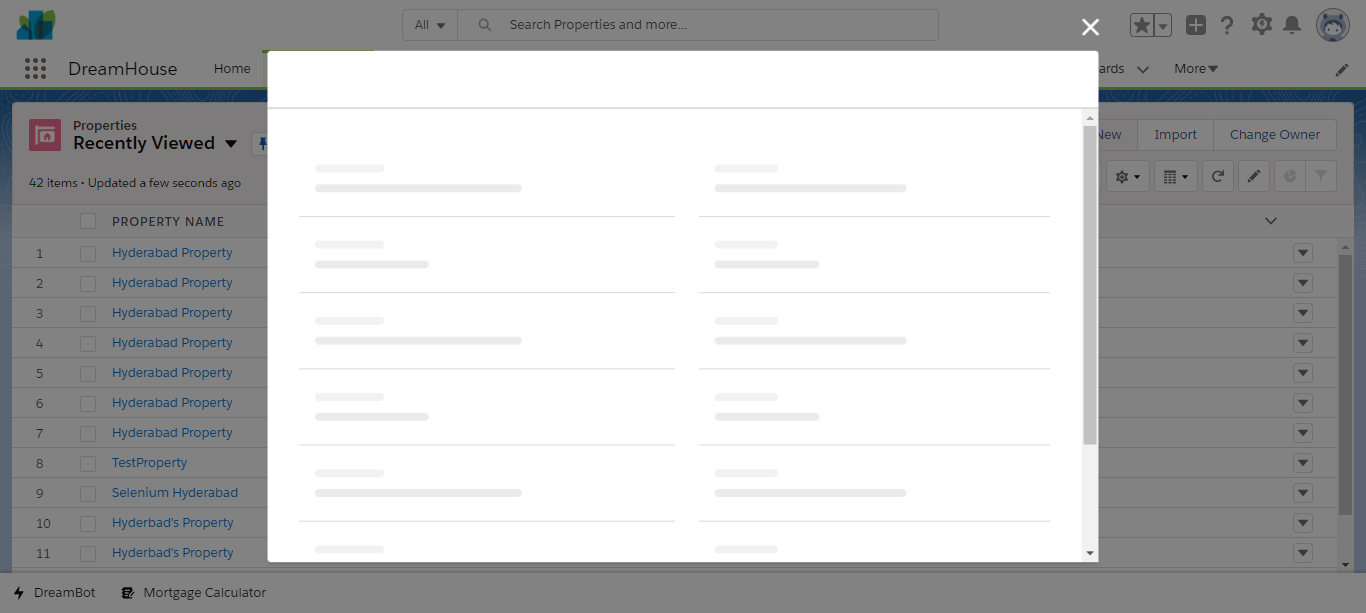 All
Search Properties and more...
DreamHouse
Home
ards
More
Properties
Recently Viewed
New
Import
Change Owner
42 items • Updated a few seconds ago
PROPERTY NAME
1 Hyderabad Property
2 Hyderabad Property
3 Hyderabad Property
4 Hyderabad Property
5 Hyderabad Property
6 Hyderabad Property
7 Hyderabad Property
8 TestProperty
9 Selenium Hyderabad
10 Hyderbad's Property
11 Hyderbad's Property
DreamBot
Mortgage Calculator